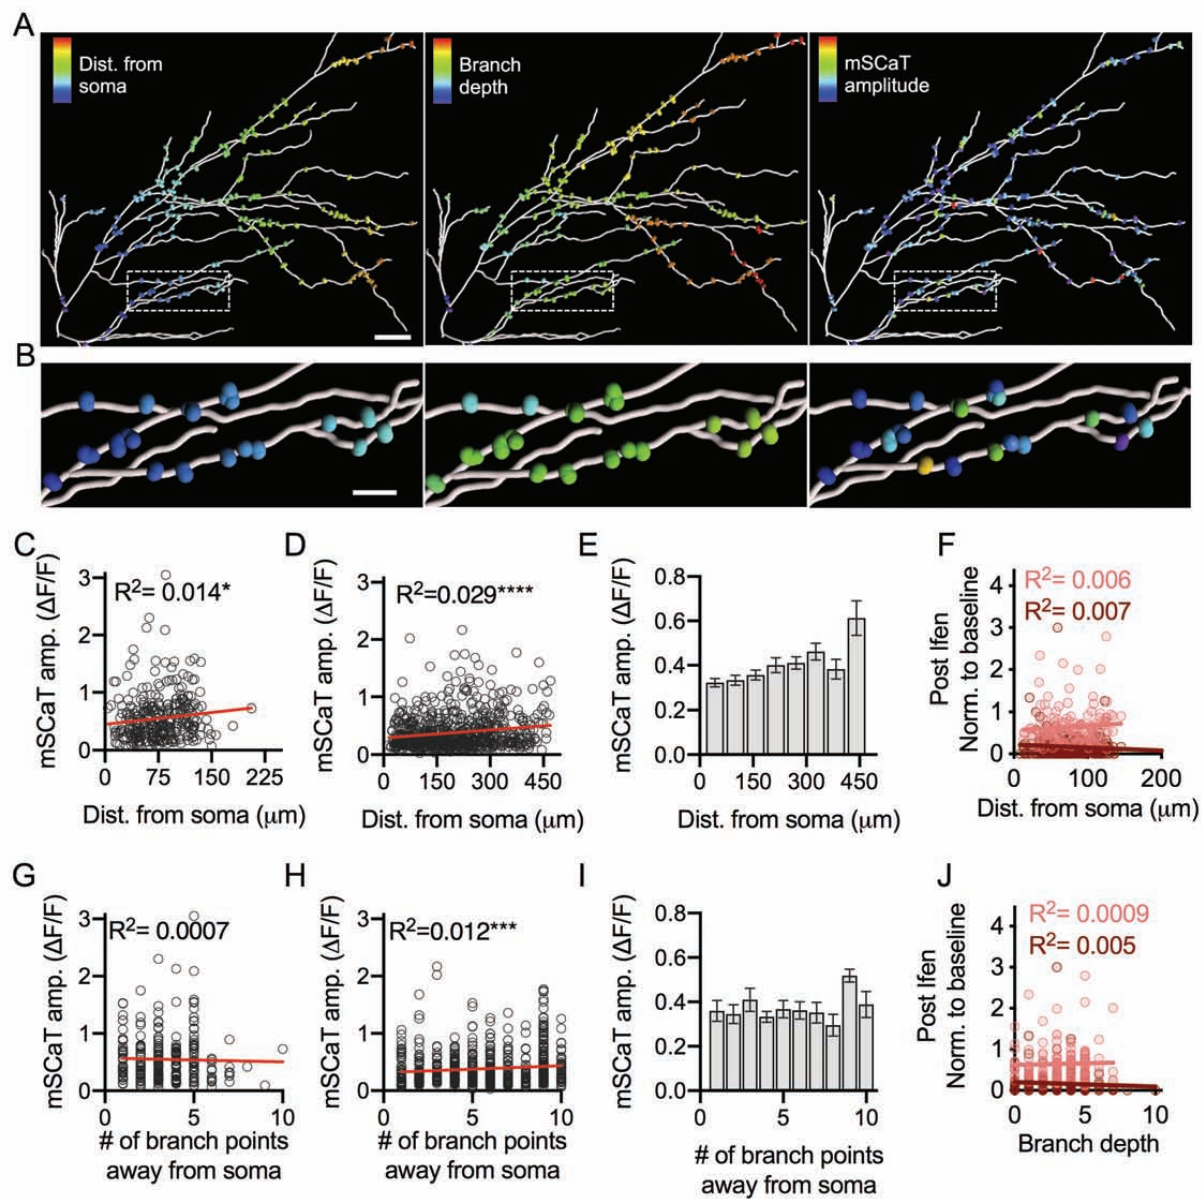 A
Dist. from
soma
Branch
depth
mSCaT
amplitude
B
C
mSCaT amp. (ΔF/F)
R²= 0.014*
3
2
1
0
0 75 150 225
Dist. from soma (μm)
D
mSCaT amp. (ΔF/F)
R²=0.029****
3
2
1
0
0 150 300 450
Dist. from soma (μm)
E
mSCaT amp. (ΔF/F)
0.8
0.6
0.4
0.2
0.0
0 150 300 450
Dist. from soma (μm)
F
Post Ifen
Norm. to baseline
R²= 0.006
R²= 0.007
4
3
2
1
0
0 100 200
Dist. from soma (μm)
G
mSCaT amp. (ΔF/F)
R²= 0.0007
3
2
1
0
0 5 10
# of branch points
away from soma
H
mSCaT amp. (ΔF/F)
R²=0.012***
3
2
1
0
0 5 10
# of branch points
away from soma
I
mSCaT amp. (ΔF/F)
0.8
0.6
0.4
0.2
0.0
0 5 10
# of branch points
away from soma
J
Post Ifen
Norm. to baseline
R²= 0.0009
R²= 0.005
4
3
2
1
0
0 5 10
Branch depth